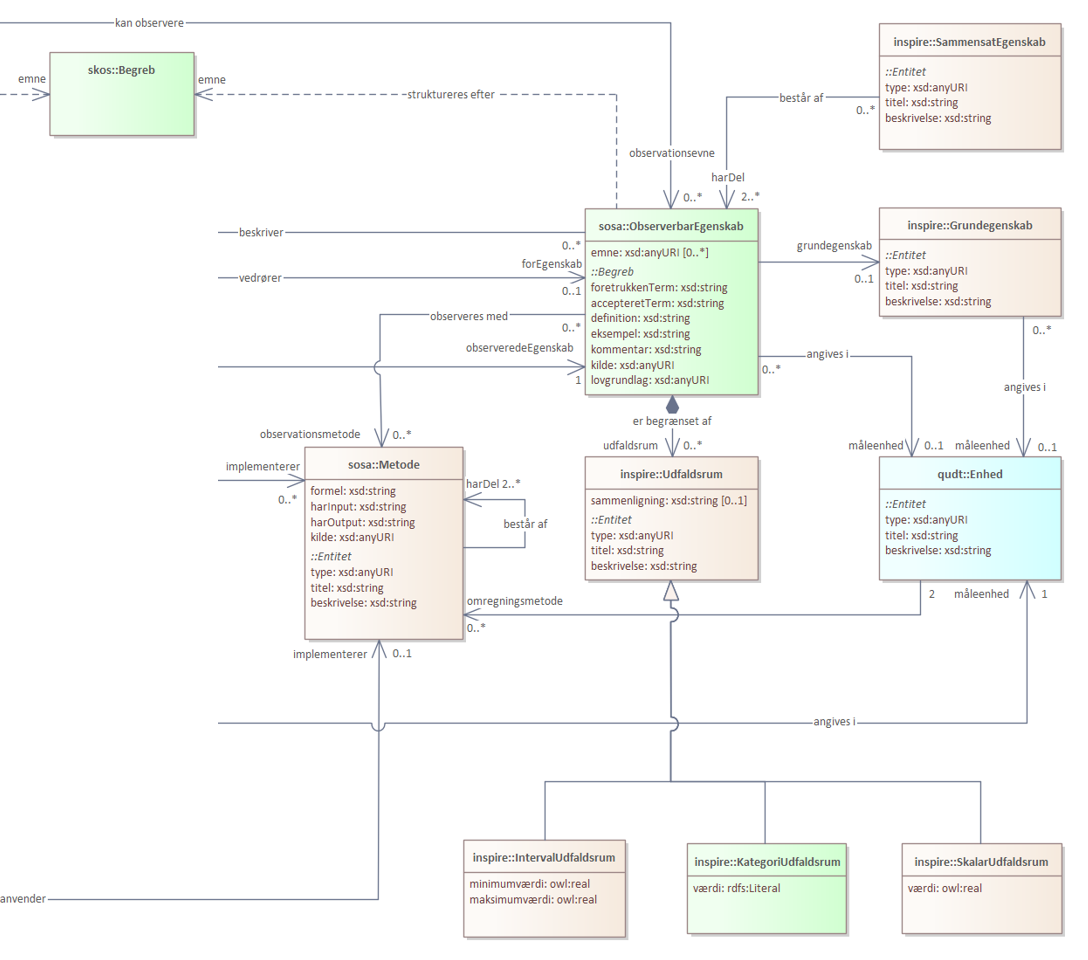 kan observere
inspire::SammensatEgenskab
::Entitet
type: xsd:anyURI
titel: xsd:string
beskrivelse: xsd:string
skos::Begreb
emne
emne
struktureres efter
består af
0..*
observationsevne
harDel
0..*
2..*
sosa::ObserverbarEgenskab
emne: xsd:anyURI [0..*]
::Begreb
foretrukkenTerm: xsd:string
accepteretTerm: xsd:string
definition: xsd:string
eksempel: xsd:string
kommentar: xsd:string
kilde: xsd:anyURI
lovgrundlag: xsd:anyURI
inspire::Grundegenskab
::Entitet
type: xsd:anyURI
titel: xsd:string
beskrivelse: xsd:string
beskriver
0..*
grundegenskab
0..1
vedrører
forEgenskab
0..1
observeres med
0..*
observeredeEgenskab
1
angives i
0..*
0..*
angives i
er begrænset af
udfaldsrum
0..*
måleenhed
0..1
måleenhed
0..1
observationsmetode
0..*
implementerer
0..*
sosa::Metode
formel: xsd:string
harInput: xsd:string
harOutput: xsd:string
kilde: xsd:anyURI
::Entitet
type: xsd:anyURI
titel: xsd:string
beskrivelse: xsd:string
harDel 2..*
består af
inspire::Udfaldsrum
sammenligning: xsd:string [0..1]
::Entitet
type: xsd:anyURI
titel: xsd:string
beskrivelse: xsd:string
qudt::Enhed
::Entitet
type: xsd:anyURI
titel: xsd:string
beskrivelse: xsd:string
omregningsmetode
0..*
2
måleenhed
1
implementerer
0..1
angives i
inspire::IntervalUdfaldsrum
minimumværdi: owl:real
maksimumværdi: owl:real
inspire::KategoriUdfaldsrum
værdi: rdfs:Literal
inspire::SkalarUdfaldsrum
værdi: owl:real
anvender